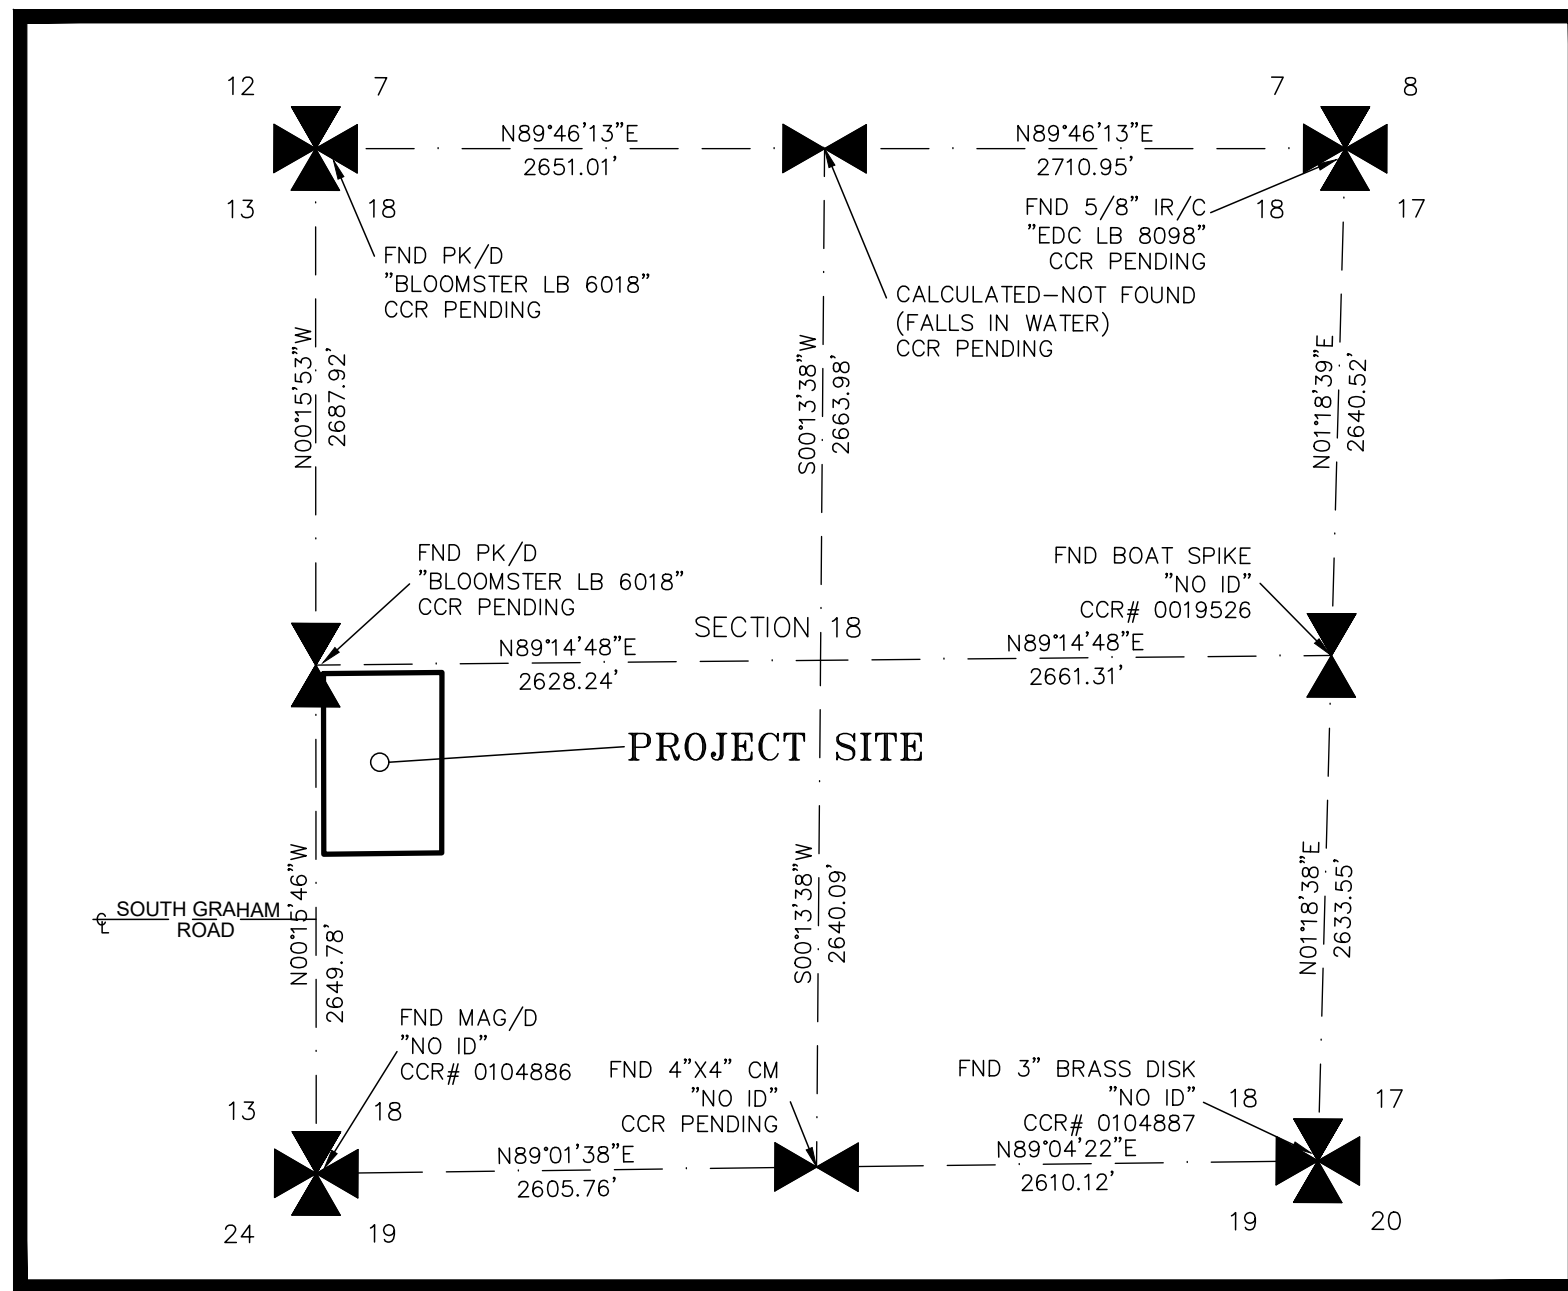 12
7
7
8
N89°46'13"E
2651.01'
N89°46'13"E
2710.95'
13
18
18
17
FND 5/8" IR/C
"EDC LB 8098"
CCR PENDING
FND PK/D
"BLOOMSTER LB 6018"
CCR PENDING
CALCULATED-NOT FOUND
(FALLS IN WATER)
CCR PENDING
N00°15'53"W
2687.92'
S00°13'38"W
2663.98'
N01°18'39"E
2640.52'
FND PK/D
"BLOOMSTER LB 6018"
CCR PENDING
FND BOAT SPIKE
"NO ID"
CCR# 0019526
SECTION 18
N89°14'48"E
2628.24'
N89°14'48"E
2661.31'
PROJECT SITE
N00°15'46"W
2649.78'
S00°13'38"W
2640.09'
N01°18'38"E
2633.55'
℄ SOUTH GRAHAM
ROAD
FND MAG/D
"NO ID"
CCR# 0104886
FND 4"X4" CM
"NO ID"
CCR PENDING
FND 3" BRASS DISK
"NO ID"
CCR# 0104887
13
18
18
17
N89°01'38"E
2605.76'
N89°04'22"E
2610.12'
24
19
19
20